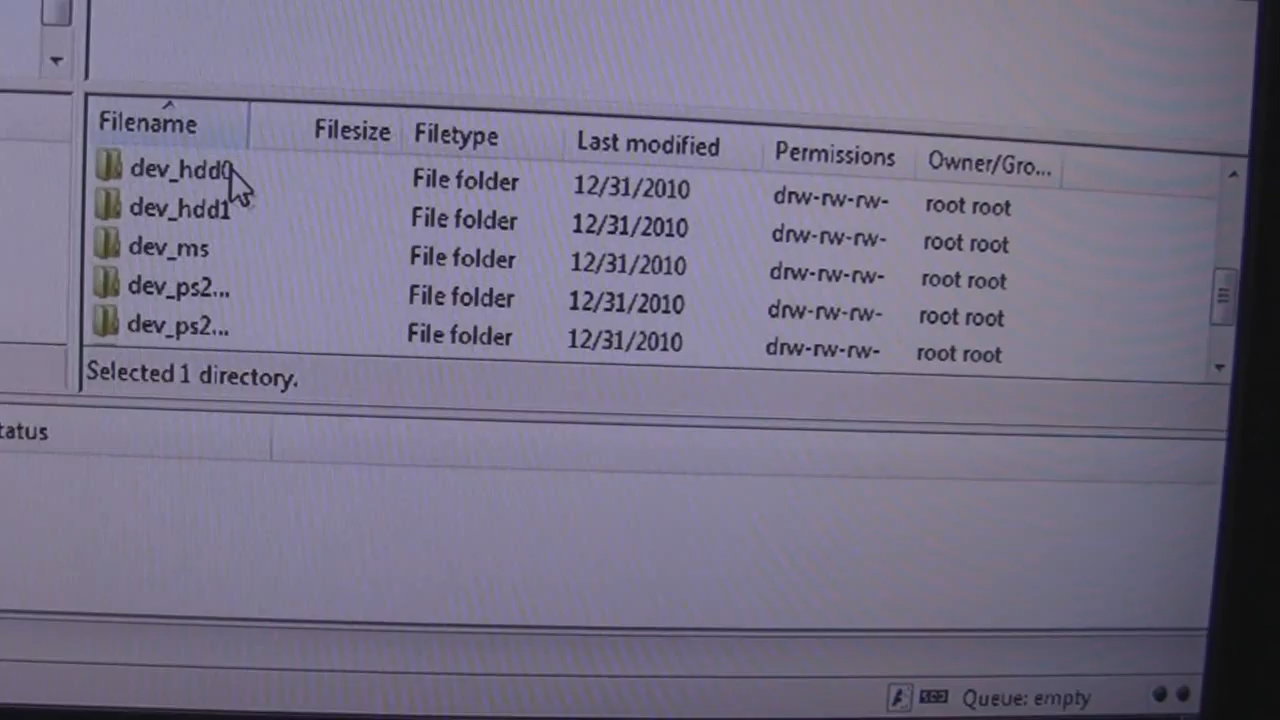 Filename Filesize Filetype Last modified Permissions Owner/Gro...
dev_hdd0 File folder 12/31/2010 drw-rw-rw- root root
dev_hdd1 File folder 12/31/2010 drw-rw-rw- root root
dev_ms File folder 12/31/2010 drw-rw-rw- root root
dev_ps2... File folder 12/31/2010 drw-rw-rw- root root
dev_ps2... File folder 12/31/2010 drw-rw-rw- root root
Selected 1 directory.
tatus
Queue: empty